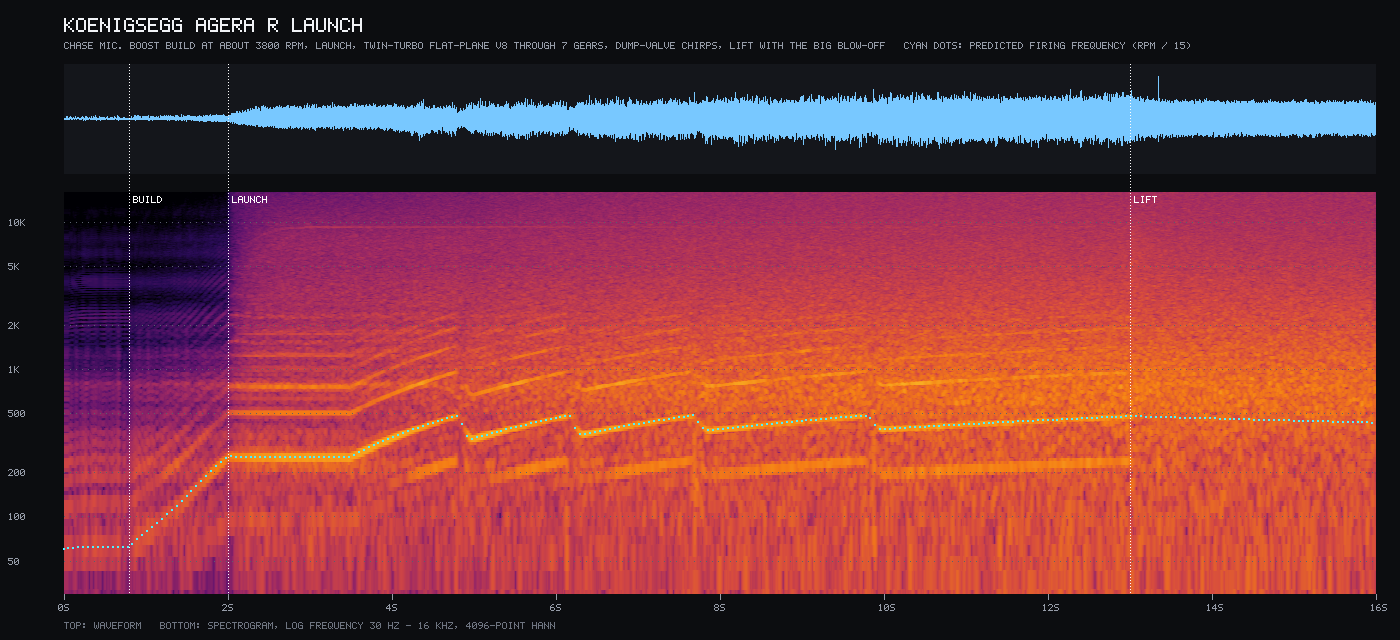 KOENIGSEGG AGERA R LAUNCH
CHASE MIC. BOOST BUILD AT ABOUT 3800 RPM, LAUNCH, TWIN-TURBO FLAT-PLANE V8 THROUGH 7 GEARS, DUMP-VALVE CHIRPS, LIFT WITH THE BIG BLOW-OFF   CYAN DOTS: PREDICTED FIRING FREQUENCY (RPM / 15)
BUILD
LAUNCH
LIFT
10K
5K
2K
1K
500
200
100
50
0S 2S 4S 6S 8S 10S 12S 14S 16S
TOP: WAVEFORM   BOTTOM: SPECTROGRAM, LOG FREQUENCY 30 HZ - 16 KHZ, 4096-POINT HANN